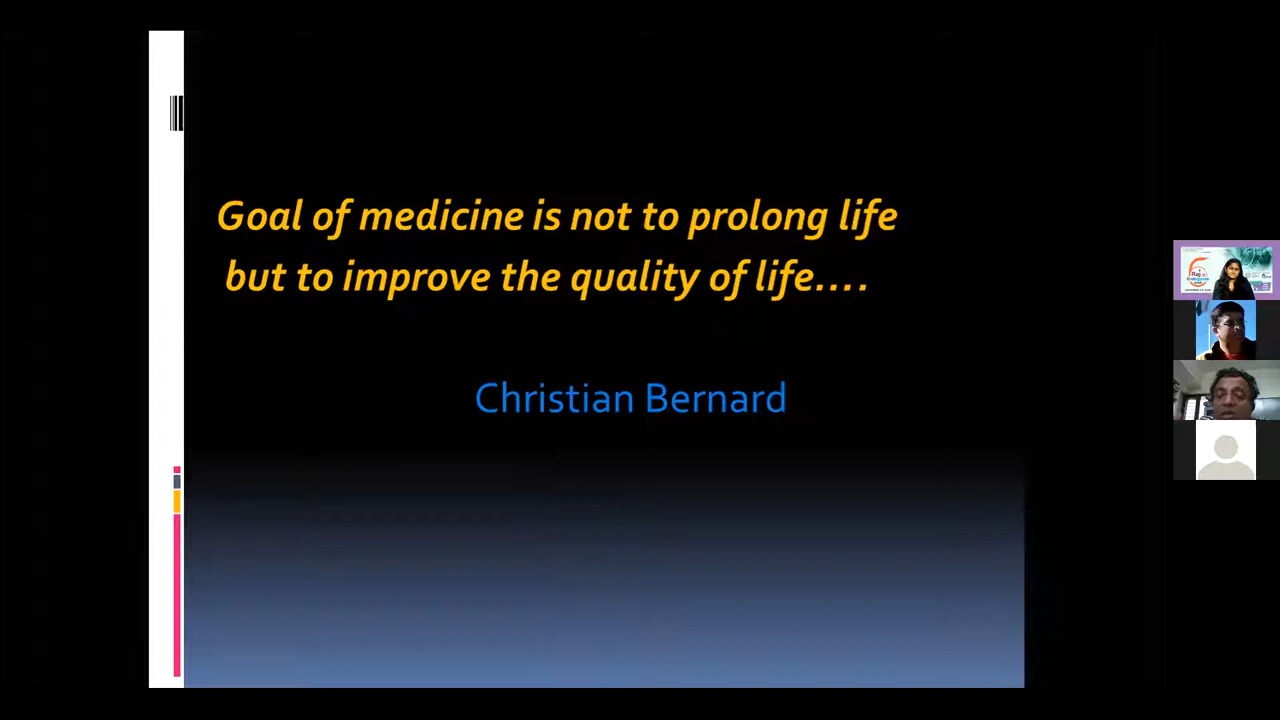 Goal of medicine is not to prolong life
but to improve the quality of life....
Christian Bernard